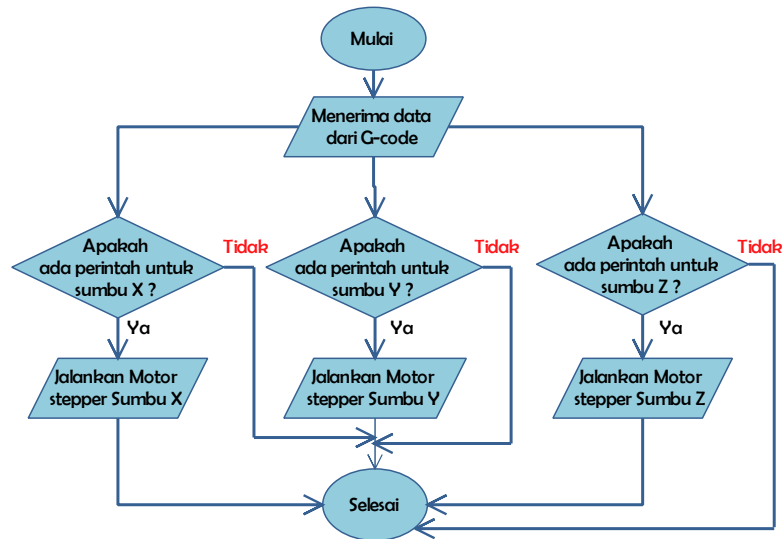 Mulai
Menerima data
dari G-code
Apakah
ada perintah untuk
sumbu X ?
Tidak
Ya
Jalankan Motor
stepper Sumbu X
Apakah
ada perintah untuk
sumbu Y ?
Tidak
Ya
Jalankan Motor
stepper Sumbu Y
Apakah
ada perintah untuk
sumbu Z ?
Tidak
Ya
Jalankan Motor
stepper Sumbu Z
Selesai